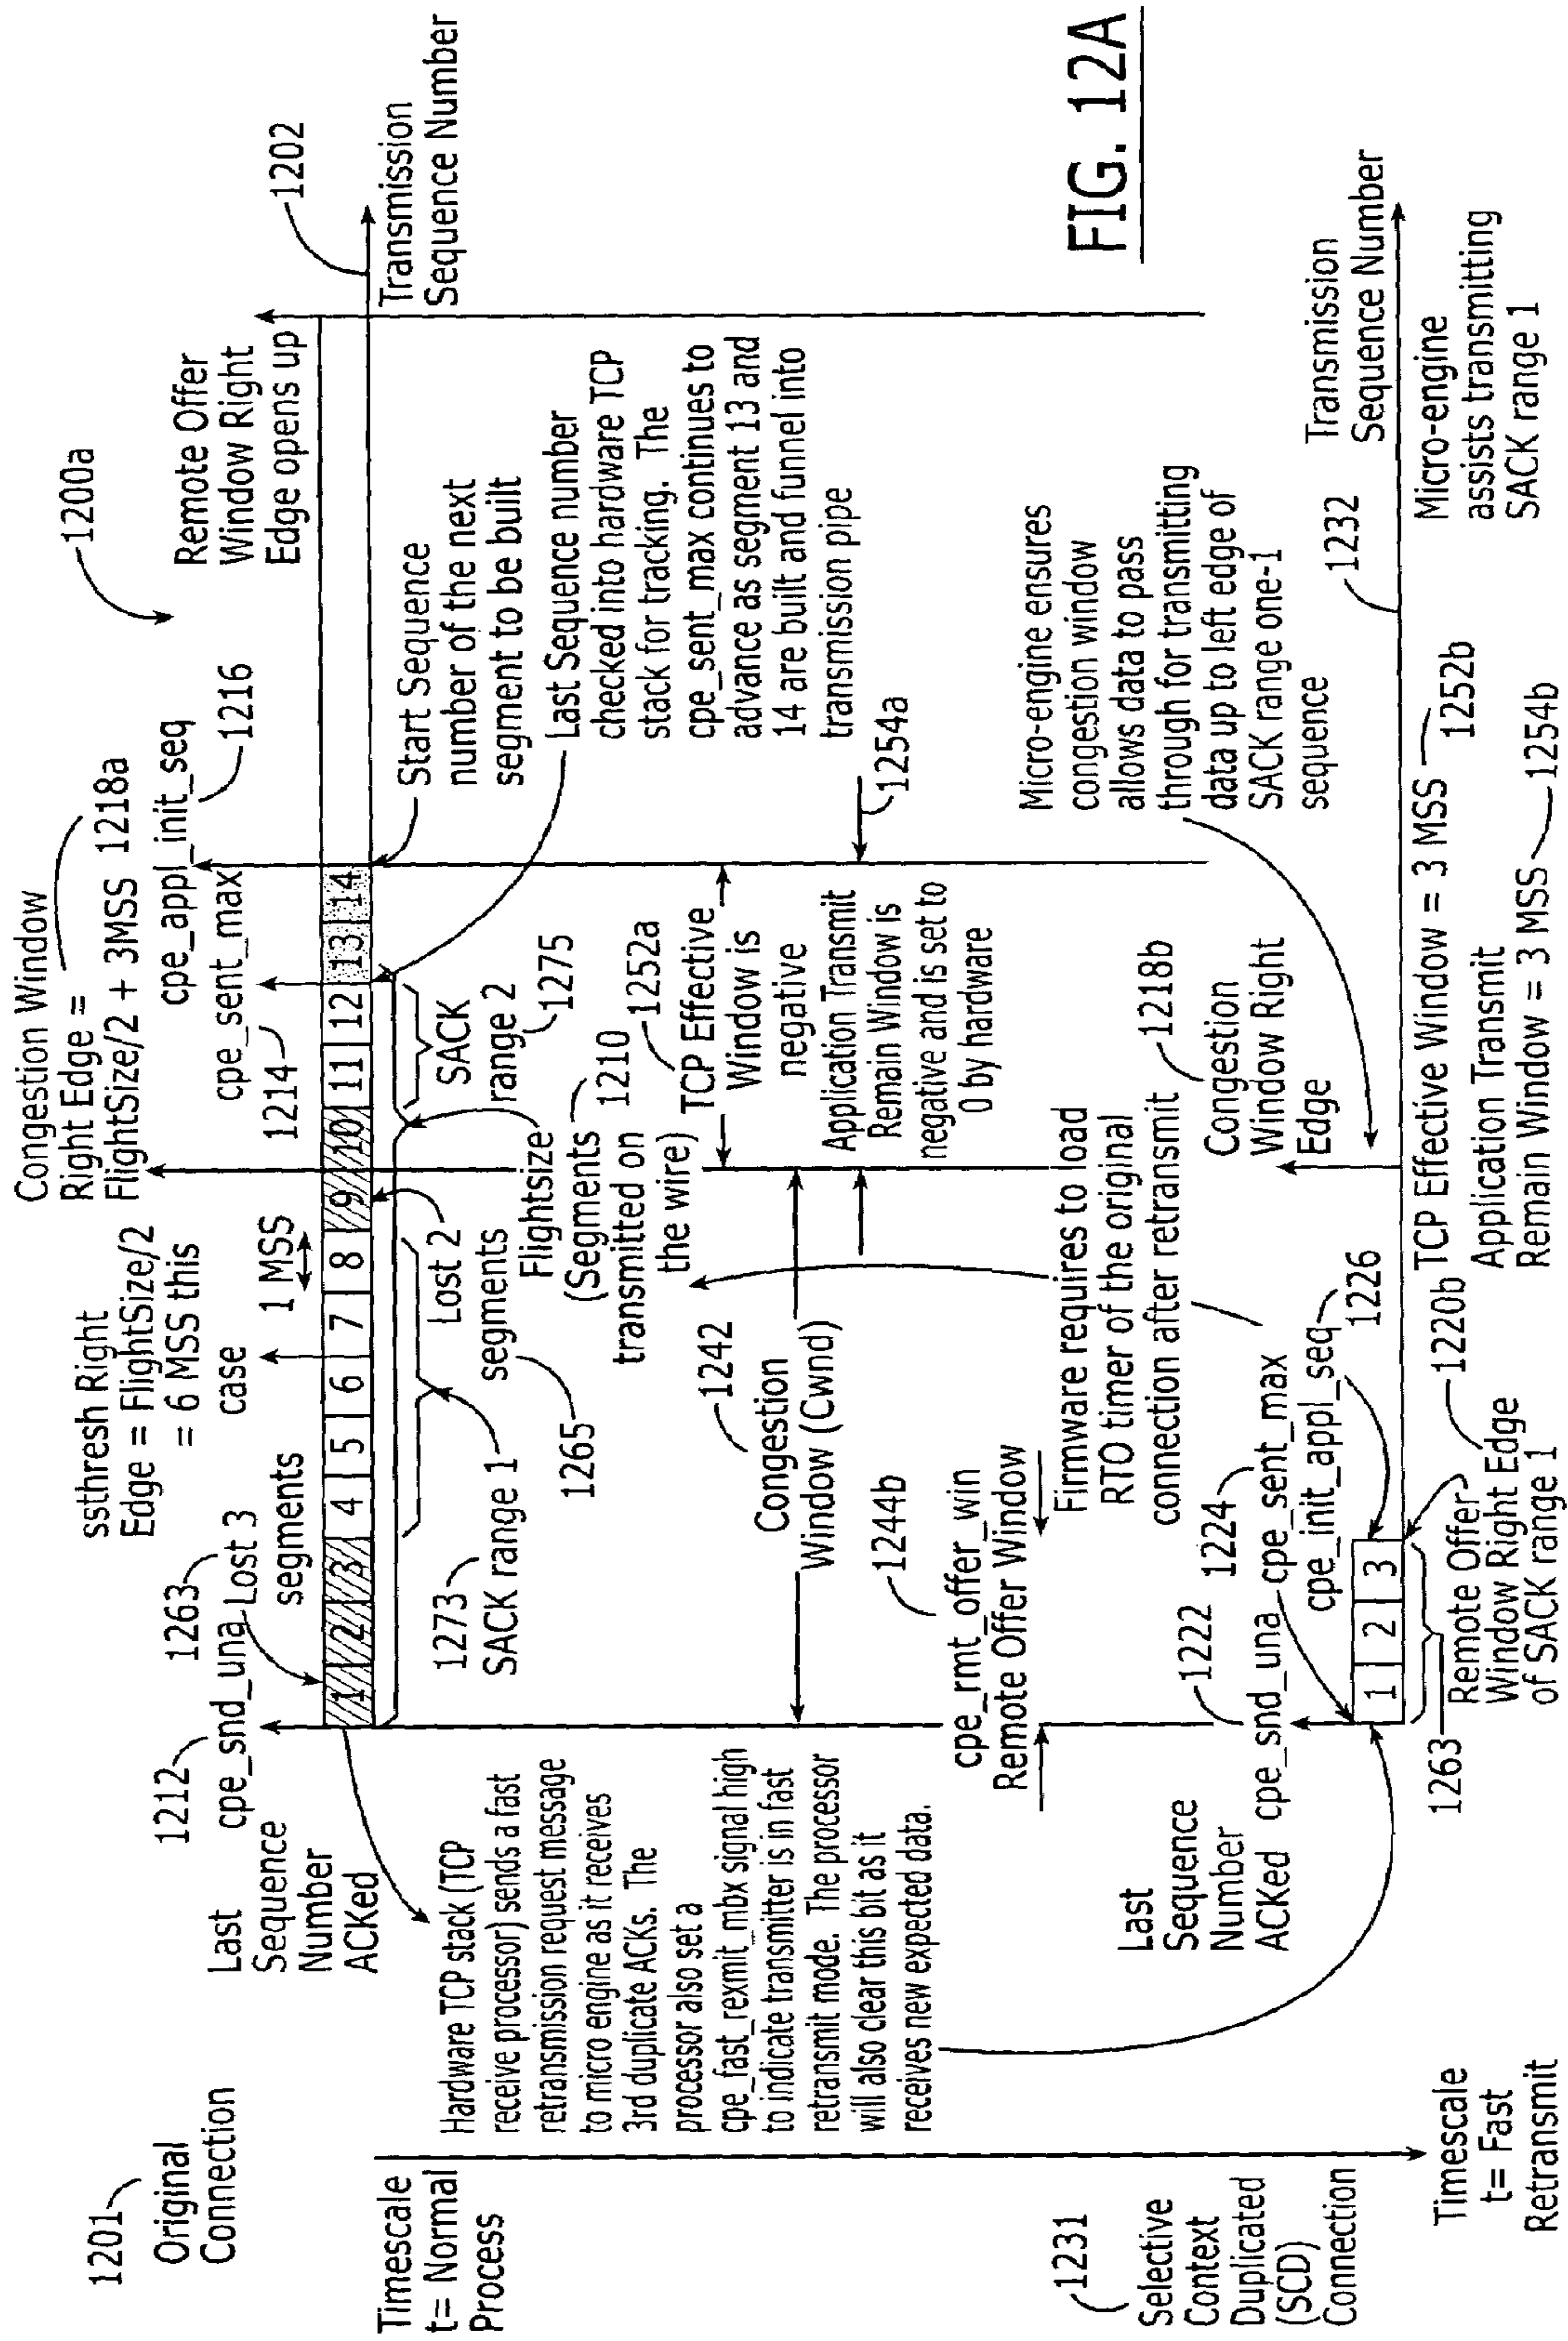 1201
Original
Connection
1212
Last
Sequence
Number
ACKed
cpe_snd_una
1263
Lost 3
segments
ssthresh Right
Edge = FlightSize/2
= 6 MSS this
case
1 MSS
Congestion Window
Right Edge =
FlightSize/2 + 3MSS
1218a
cpe_sent_max
1214
cpe_appl_init_seq
1216
1200a
Remote Offer
Window Right
Edge opens up
1202
Transmission
Sequence Number
1 2 3 4 5 6 7 8 9 10 11 12 13 14
1273
SACK range 1
Lost 2
segments
1265
Flightsize
(Segments
transmitted on
the wire)
1210
SACK
range 2
1275
Start Sequence
number of the next
segment to be built
Last Sequence number
checked into hardware TCP
stack for tracking. The
cpe_sent_max continues to
advance as segment 13 and
14 are built and funnel into
transmission pipe
Timescale
t= Normal
Process
Hardware TCP stack (TCP
receive processor) sends a fast
retransmission request message
to micro engine as it receives
3rd duplicate ACKs. The
processor also set a
cpe_fast_rexmit_mbx signal high
to indicate transmitter is in fast
retransmit mode. The processor
will also clear this bit as it
receives new expected data.
1242
Congestion
Window (Cwnd)
1252a
TCP Effective
Window is
negative
Application Transmit
Remain Window is
negative and is set to
0 by hardware
1254a
1244b
cpe_rmt_offer_win
Remote Offer Window
Firmware requires to load
RTO timer of the original
connection after retransmit
Micro-engine ensures
congestion window
allows data to pass
through for transmitting
data up to left edge of
SACK range one-1
sequence
FIG. 12A
1231
Selective
Context
Duplicated
(SCD)
Connection
Last
Sequence
Number
ACKed
1222
cpe_snd_una
1224
cpe_sent_max
cpe_init_appl_seq
1226
1218b
Congestion
Window Right
Edge
Transmission
Sequence Number
1232
1 2 3
1263
Remote Offer
Window Right Edge
of SACK range 1
1220b
TCP Effective Window = 3 MSS
1252b
Application Transmit
Remain Window = 3 MSS
1254b
Micro-engine
assists transmitting
SACK range 1
Timescale
t= Fast
Retransmit